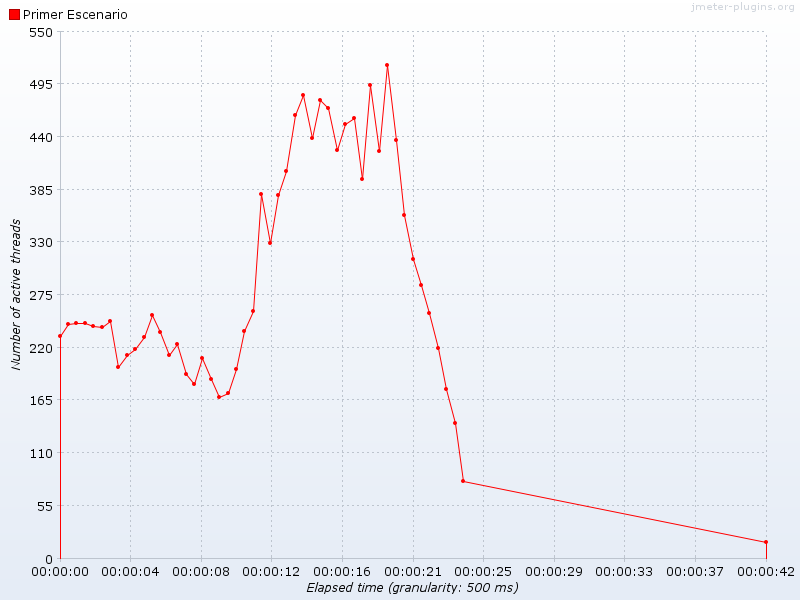 jmeter-plugins.org
Primer Escenario
550
495
440
385
330
275
220
165
110
55
0
Number of active threads
00:00:00 00:00:04 00:00:08 00:00:12 00:00:16 00:00:21 00:00:25 00:00:29 00:00:33 00:00:37 00:00:42
Elapsed time (granularity: 500 ms)